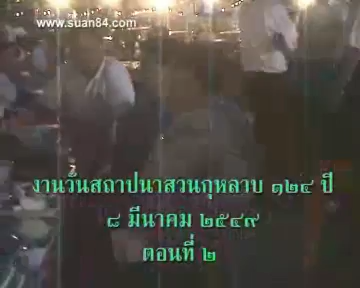 www.suan84.com
งานวันสถาปนาสวนกุหลาบ ๑๒๔ ปี
๘ มีนาคม ๒๕๔๙
ตอนที่ ๒